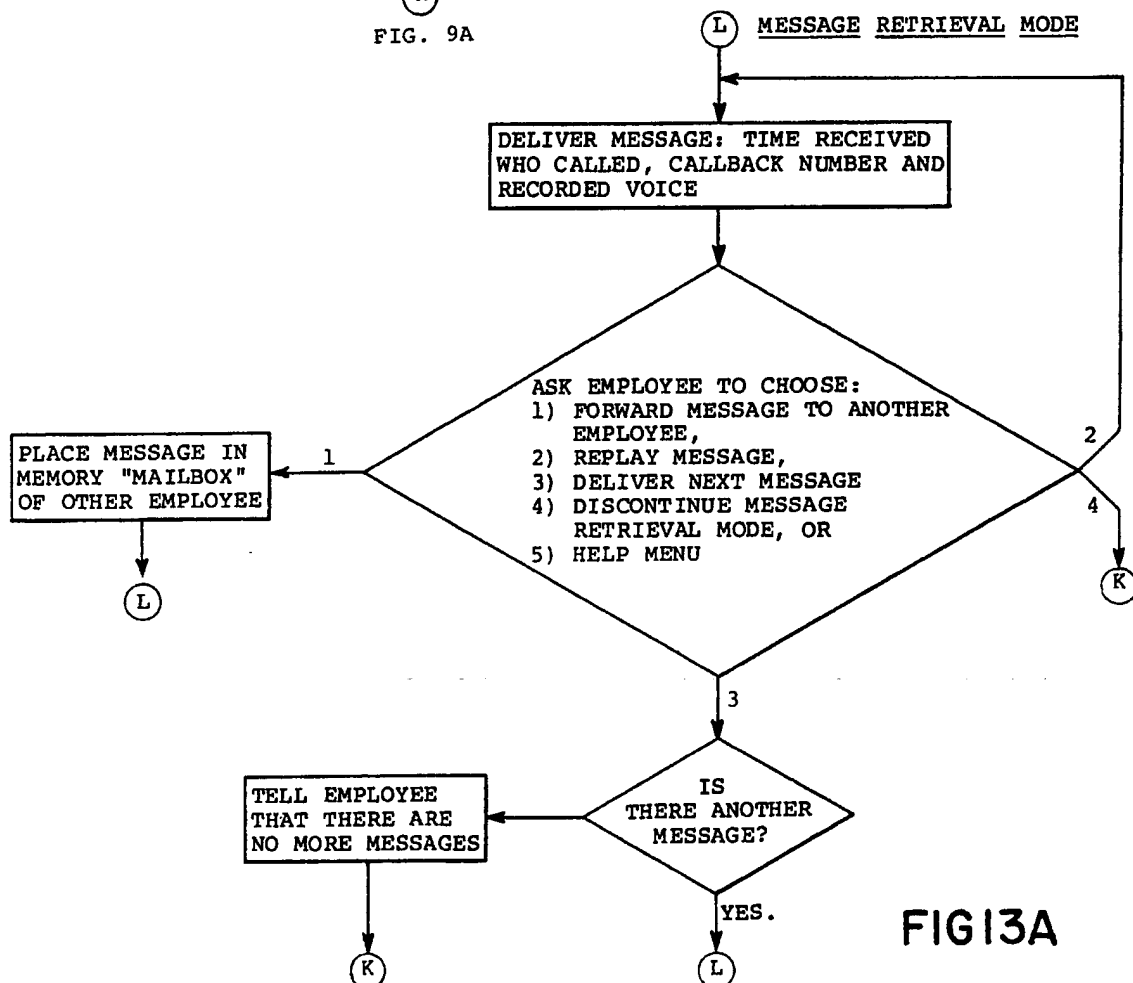 FIG. 9A
L MESSAGE RETRIEVAL MODE
DELIVER MESSAGE: TIME RECEIVED
WHO CALLED, CALLBACK NUMBER AND
RECORDED VOICE
ASK EMPLOYEE TO CHOOSE:
1) FORWARD MESSAGE TO ANOTHER
EMPLOYEE,
2) REPLAY MESSAGE,
3) DELIVER NEXT MESSAGE
4) DISCONTINUE MESSAGE
RETRIEVAL MODE, OR
5) HELP MENU
2
4
K
1
PLACE MESSAGE IN
MEMORY "MAILBOX"
OF OTHER EMPLOYEE
L
3
IS
THERE ANOTHER
MESSAGE?
TELL EMPLOYEE
THAT THERE ARE
NO MORE MESSAGES
YES.
K
L
FIG13A